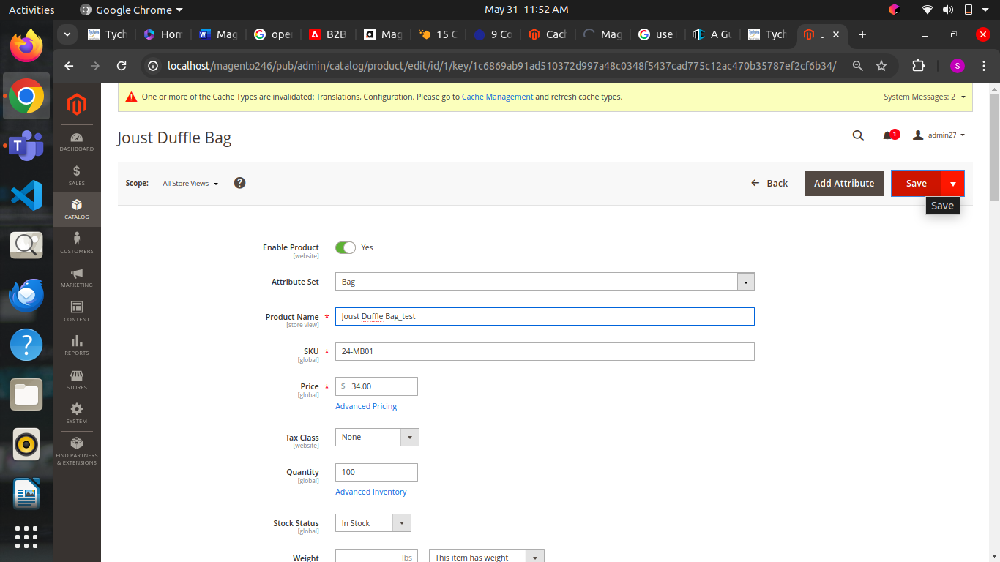 Activities Google Chrome May 31 11:52 AM
Tych Hom Mag ope B2B Mag 15 C 9 Co Cach Mag use A Gu Tych
localhost/magento246/pub/admin/catalog/product/edit/id/1/key/1c6869ab91ad510372d997a48c0348f5437cad775c12ac470b35787ef2cf6b34/
S
One or more of the Cache Types are invalidated: Translations, Configuration. Please go to Cache Management and refresh cache types. System Messages: 2
Joust Duffle Bag
1
admin27
Scope: All Store Views ? Back Add Attribute Save
Save
DASHBOARD
$
SALES
CATALOG
CUSTOMERS
MARKETING
CONTENT
REPORTS
STORES
SYSTEM
FIND PARTNERS
& EXTENSIONS
Enable Product Yes
[website]
Attribute Set Bag
Product Name * Joust Duffle Bag_test
[store view]
SKU * 24-MB01
[global]
Price * $ 34.00
[global]
Advanced Pricing
Tax Class None
[website]
Quantity 100
[global]
Advanced Inventory
Stock Status In Stock
[global]
Weight lbs This item has weight